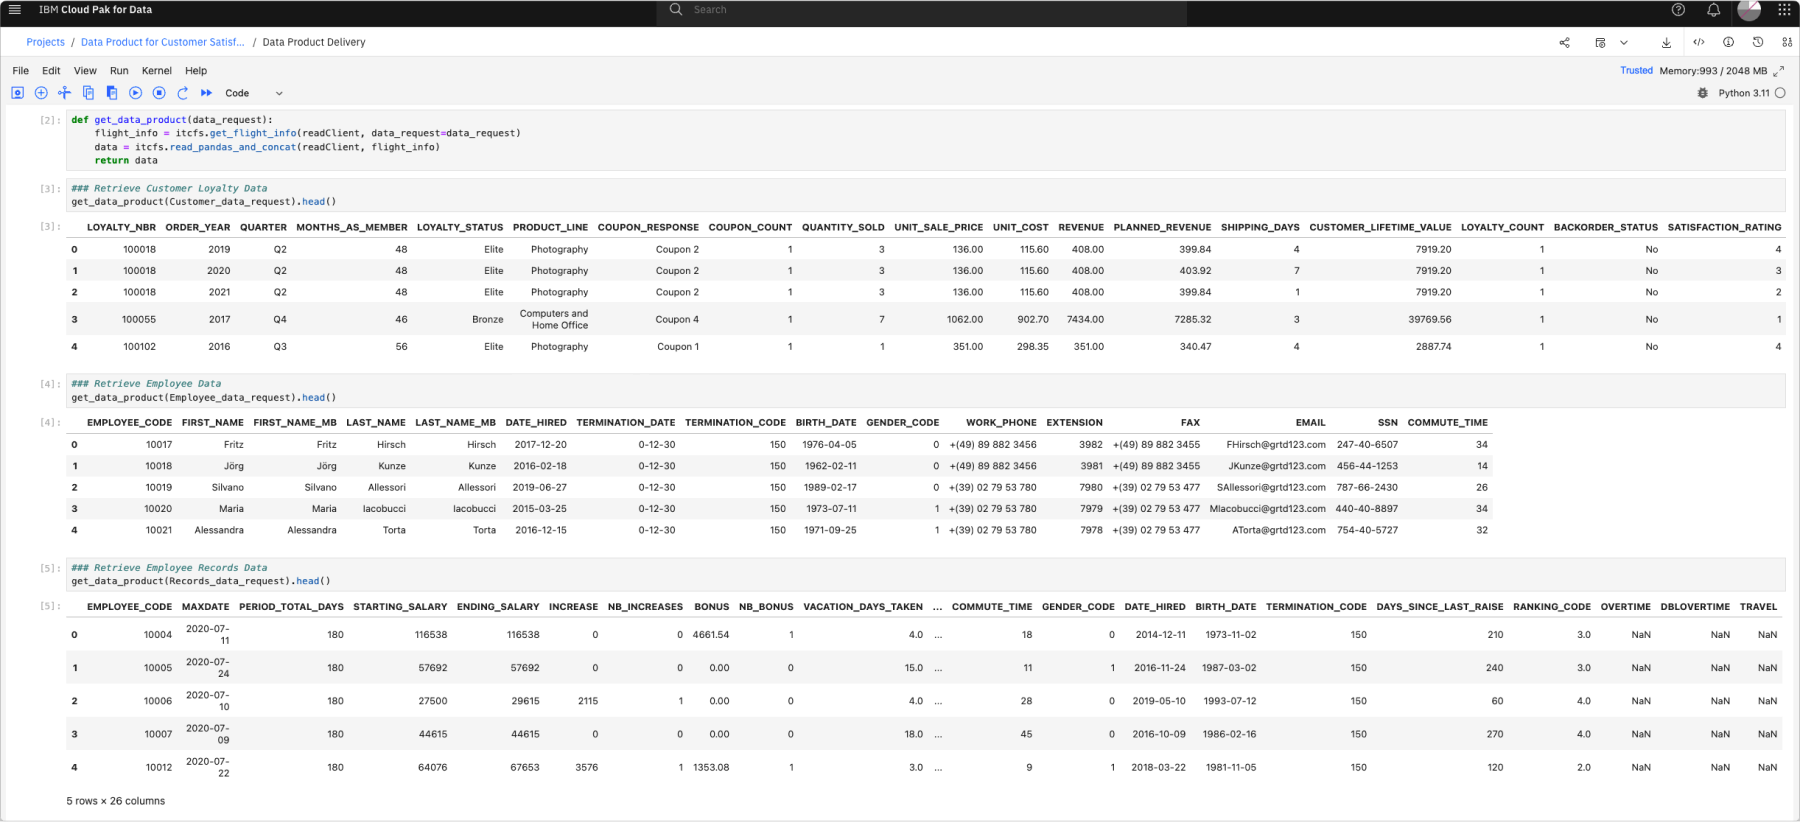 IBM Cloud Pak for Data
Search
Projects / Data Product for Customer Satisf... / Data Product Delivery
File Edit View Run Kernel Help
Trusted Memory:993 / 2048 MB
Code
Python 3.11
[2]: def get_data_product(data_request):
flight_info = itcfs.get_flight_info(readClient, data_request=data_request)
data = itcfs.read_pandas_and_concat(readClient, flight_info)
return data
[3]: ### Retrieve Customer Loyalty Data
get_data_product(Customer_data_request).head()
[3]: LOYALTY_NBR ORDER_YEAR QUARTER MONTHS_AS_MEMBER LOYALTY_STATUS PRODUCT_LINE COUPON_RESPONSE COUPON_COUNT QUANTITY_SOLD UNIT_SALE_PRICE UNIT_COST REVENUE PLANNED_REVENUE SHIPPING_DAYS CUSTOMER_LIFETIME_VALUE LOYALTY_COUNT BACKORDER_STATUS SATISFACTION_RATING
0 100018 2019 Q2 48 Elite Photography Coupon 2 1 3 136.00 115.60 408.00 399.84 4 7919.20 1 No 4
1 100018 2020 Q2 48 Elite Photography Coupon 2 1 3 136.00 115.60 408.00 403.92 7 7919.20 1 No 3
2 100018 2021 Q2 48 Elite Photography Coupon 2 1 3 136.00 115.60 408.00 399.84 1 7919.20 1 No 2
3 100055 2017 Q4 46 Bronze Computers and Home Office Coupon 4 1 7 1062.00 902.70 7434.00 7285.32 3 39769.56 1 No 1
4 100102 2016 Q3 56 Elite Photography Coupon 1 1 1 351.00 298.35 351.00 340.47 4 2887.74 1 No 4
[4]: ### Retrieve Employee Data
get_data_product(Employee_data_request).head()
[4]: EMPLOYEE_CODE FIRST_NAME FIRST_NAME_MB LAST_NAME LAST_NAME_MB DATE_HIRED TERMINATION_DATE TERMINATION_CODE BIRTH_DATE GENDER_CODE WORK_PHONE EXTENSION FAX EMAIL SSN COMMUTE_TIME
0 10017 Fritz Fritz Hirsch Hirsch 2017-12-20 0-12-30 150 1976-04-05 0 +(49) 89 882 3456 3982 +(49) 89 882 3455 FHirsch@grtd123.com 247-40-6507 34
1 10018 Jörg Jörg Kunze Kunze 2016-02-18 0-12-30 150 1962-02-11 0 +(49) 89 882 3456 3981 +(49) 89 882 3455 JKunze@grtd123.com 456-44-1253 14
2 10019 Silvano Silvano Allessori Allessori 2019-06-27 0-12-30 150 1989-02-17 0 +(39) 02 79 53 780 7980 +(39) 02 79 53 477 SAllessori@grtd123.com 787-66-2430 26
3 10020 Maria Maria Iacobucci Iacobucci 2015-03-25 0-12-30 150 1973-07-11 1 +(39) 02 79 53 780 7979 +(39) 02 79 53 477 MIacobucci@grtd123.com 440-40-8897 34
4 10021 Alessandra Alessandra Torta Torta 2016-12-15 0-12-30 150 1971-09-25 1 +(39) 02 79 53 780 7978 +(39) 02 79 53 477 ATorta@grtd123.com 754-40-5727 32
[5]: ### Retrieve Employee Records Data
get_data_product(Records_data_request).head()
[5]: EMPLOYEE_CODE MAXDATE PERIOD_TOTAL_DAYS STARTING_SALARY ENDING_SALARY INCREASE NB_INCREASES BONUS NB_BONUS VACATION_DAYS_TAKEN ... COMMUTE_TIME GENDER_CODE DATE_HIRED BIRTH_DATE TERMINATION_CODE DAYS_SINCE_LAST_RAISE RANKING_CODE OVERTIME DBLOVERTIME TRAVEL
0 10004 2020-07-11 180 116538 116538 0 0 4661.54 1 4.0 ... 18 0 2014-12-11 1973-11-02 150 210 3.0 NaN NaN NaN
1 10005 2020-07-24 180 57692 57692 0 0 0.00 0 15.0 ... 11 1 2016-11-24 1987-03-02 150 240 3.0 NaN NaN NaN
2 10006 2020-07-10 180 27500 29615 2115 1 0.00 0 4.0 ... 28 0 2019-05-10 1993-07-12 150 60 4.0 NaN NaN NaN
3 10007 2020-07-09 180 44615 44615 0 0 0.00 0 18.0 ... 45 0 2016-10-09 1986-02-16 150 270 4.0 NaN NaN NaN
4 10012 2020-07-22 180 64076 67653 3576 1 1353.08 1 3.0 ... 9 1 2018-03-22 1981-11-05 150 120 2.0 NaN NaN NaN
5 rows × 26 columns